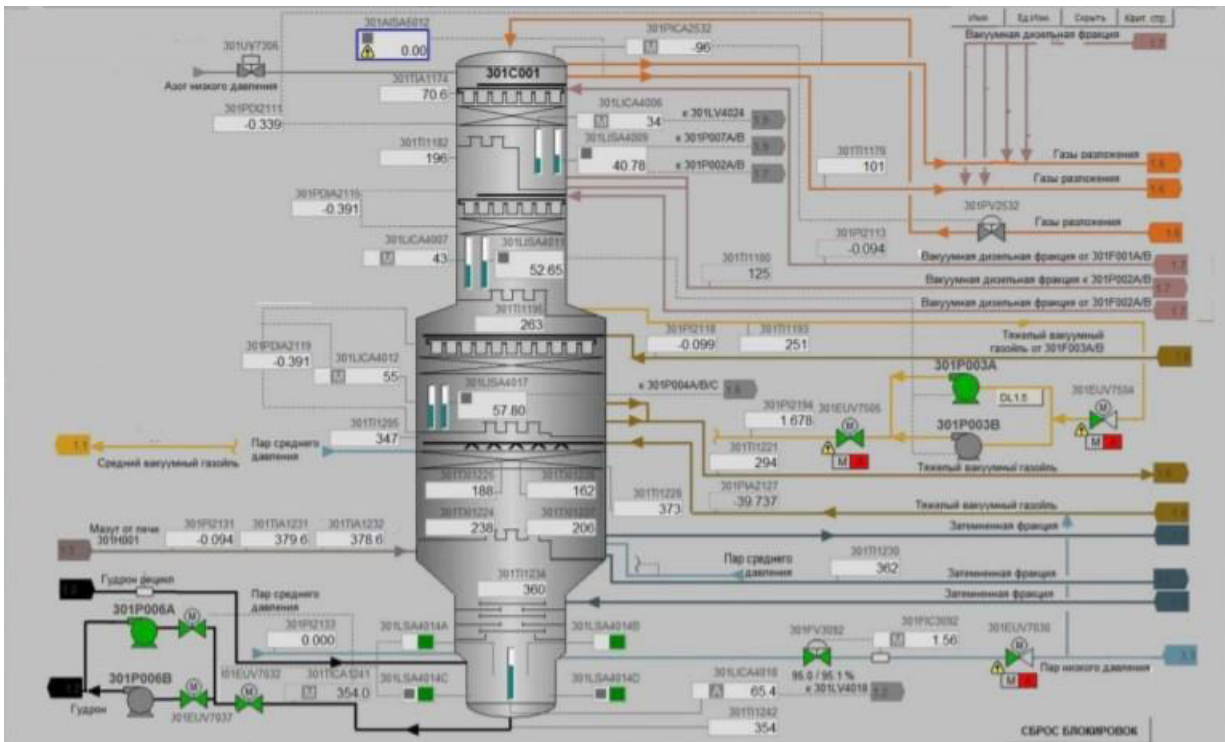 Имя
Ед.Изм.
Скрыть
Квит. стр.
Вакуумная дизельная фракция
301AISA5012
0.00
301UV7306
Азот низкого давления
301PICA2532
-96
301C001
301TIA1174
70.6
301PDI2111
-0.339
301LICA4006
34
к 301LV4024
301LISA4009
40.78
к 301P007A/B
к 301P002A/B
301TI1182
196
301TI1179
101
Газы разложения
Газы разложения
301PV2532
Газы разложения
-0.391
301LICA4007
43
52.65
301PI2113
-0.094
301TI1180
125
Вакуумная дизельная фракция от 301F001A/B
Вакуумная дизельная фракция к 301P002A/B
Вакуумная дизельная фракция от 301F002A/B
301TI1195
263
301PI2118
-0.099
301TI1193
251
Тяжелый вакуумный
газойль от 301F003A/B
301PDIA2119
-0.391
301LICA4012
55
301LISA4017
57.80
к 301P004A/B/C
301P003A
DL1.5
301P003B
301EUV7504
M
301PI2194
1.678
301EUV7505
M
301TI1205
347
301TI1221
294
Тяжелый вакуумный газойль
1.1
Средний вакуумный газойль
Пар среднего
давления
188
162
301TI1228
373
301PIA2127
-39.737
Тяжелый вакуумный газойль
238
206
Мазут от печи
301H001
301PI2131
-0.094
301TIA1231
379.6
301TIA1232
378.6
Затемненная фракция
Пар среднего
давления
301TI1230
362
Затемненная фракция
301TI1234
360
Затемненная фракция
Гудрон рецикл
Пар среднего
давления
301P006A
301PI2133
0.000
301LSA4014A
301LSA4014B
301FV3092
95.0 / 95.1 %
301FIC3092
1.56
301EUV7030
M
Пар низкого давления
301P006B
Гудрон
301EUV7037
301EUV7032
301TICA1241
354.0
301LSA4014C
301LSA4014D
301LICA4018
A
65.4
к 301LV4018
301TI1242
354
СБРОС БЛОКИРОВОК